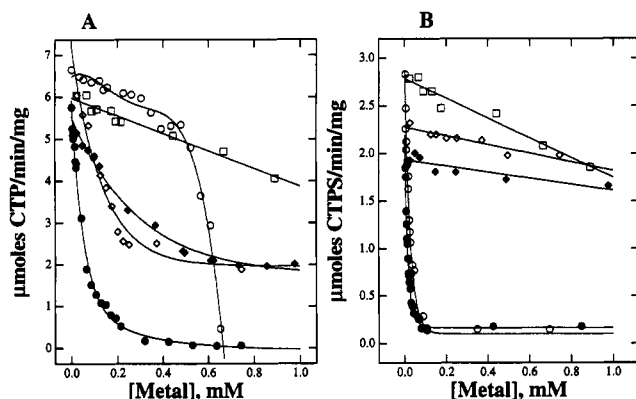 A
B
μmoles CTP/min/mg
7
6
5
4
3
2
1
0
0.0 0.2 0.4 0.6 0.8 1.0
[Metal], mM
μmoles CTPS/min/mg
3.0
2.5
2.0
1.5
1.0
0.5
0.0
0.0 0.2 0.4 0.6 0.8 1.0
[Metal], mM